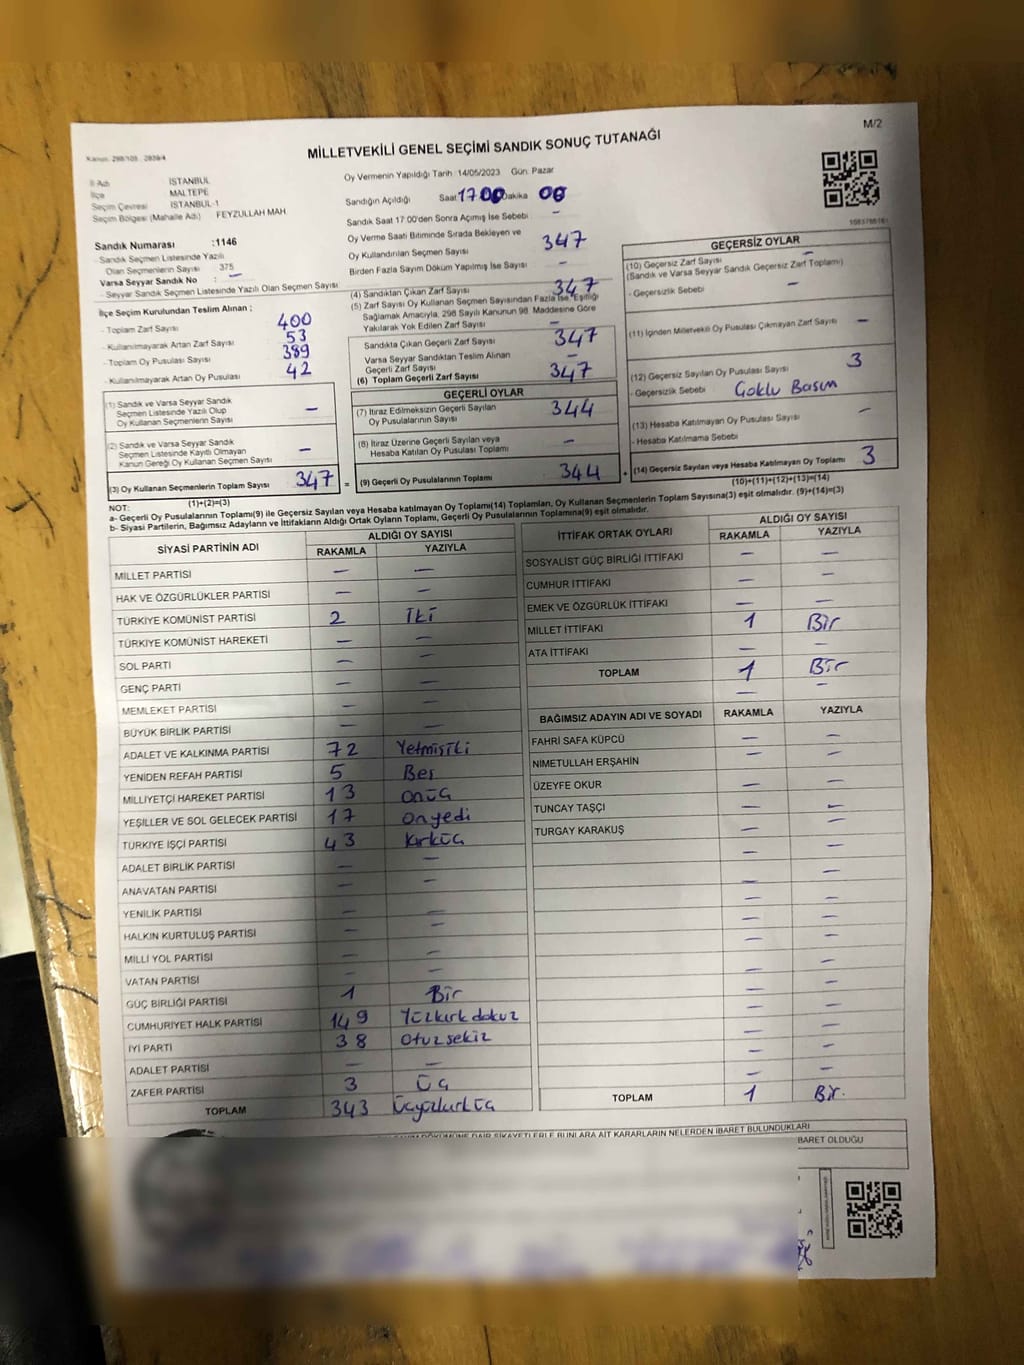 Kanun: 298/105 , 2839/4
MİLLETVEKİLİ GENEL SEÇİMİ SANDIK SONUÇ TUTANAĞI
M/2
İl Adı İSTANBUL
İlçe MALTEPE
Seçim Çevresi İSTANBUL-1
Seçim Bölgesi (Mahalle Adı) FEYZULLAH MAH
Sandık Numarası :1146
- Sandık Seçmen Listesinde Yazılı
Olan Seçmenlerin Sayısı 375
Varsa Seyyar Sandık No : –
- Seyyar Sandık Seçmen Listesinde Yazılı Olan Seçmen Sayısı
İlçe Seçim Kurulundan Teslim Alınan ;
- Toplam Zarf Sayısı 400
- Kullanılmayarak Artan Zarf Sayısı 53
- Toplam Oy Pusulası Sayısı 389
- Kullanılmayarak Artan Oy Pusulası 42
(1) Sandık ve Varsa Seyyar Sandık
Seçmen Listesinde Yazılı Olup
Oy Kullanan Seçmenlerin Sayısı –
(2) Sandık ve Varsa Seyyar Sandık
Seçmen Listesinde Kayıtlı Olmayan
Kanun Gereği Oy Kullanan Seçmen Sayısı –
(3) Oy Kullanan Seçmenlerin Toplam Sayısı 347 =
(1)+(2)=(3)
Oy Vermenin Yapıldığı Tarih :14/05/2023 Gün: Pazar
Sandığın Açıldığı Saat 17:00 Dakika 00
Sandık Saat 17:00'den Sonra Açılmış İse Sebebi –
Oy Verme Saati Bitiminde Sırada Bekleyen ve
Oy Kullandırılan Seçmen Sayısı 347
Birden Fazla Sayım Döküm Yapılmış İse Sayısı –
(4) Sandıktan Çıkan Zarf Sayısı 347
(5) Zarf Sayısı Oy Kullanan Seçmen Sayısından Fazla İse, Eşitliği
Sağlamak Amacıyla, 298 Sayılı Kanunun 98. Maddesine Göre
Yakılarak Yok Edilen Zarf Sayısı –
Sandıkta Çıkan Geçerli Zarf Sayısı 347
Varsa Seyyar Sandıktan Teslim Alınan
Geçerli Zarf Sayısı –
(6) Toplam Geçerli Zarf Sayısı 347
GEÇERLİ OYLAR
(7) İtiraz Edilmeksizin Geçerli Sayılan
Oy Pusulalarının Sayısı 344
(8) İtiraz Üzerine Geçerli Sayılan veya
Hesaba Katılan Oy Pusulası Toplamı –
(9) Geçerli Oy Pusulalarının Toplamı 344 +
GEÇERSİZ OYLAR
(10) Geçersiz Zarf Sayısı –
(Sandık ve Varsa Seyyar Sandık Geçersiz Zarf Toplamı)
- Geçersizlik Sebebi –
(11) İçinden Milletvekili Oy Pusulası Çıkmayan Zarf Sayısı –
(12) Geçersiz Sayılan Oy Pusulası Sayısı 3
- Geçersizlik Sebebi Çoklu Basım
(13) Hesaba Katılmayan Oy Pusulası Sayısı –
- Hesaba Katılmama Sebebi
(14) Geçersiz Sayılan veya Hesaba Katılmayan Oy Toplamı 3
(10)+(11)+(12)+(13)=(14)
NOT:
a- Geçerli Oy Pusulalarının Toplamı(9) ile Geçersiz Sayılan veya Hesaba katılmayan Oy Toplamı(14) Toplamları, Oy Kullanan Seçmenlerin Toplam Sayısına(3) eşit olmalıdır. (9)+(14)=(3)
b- Siyasi Partilerin, Bağımsız Adayların ve İttifakların Aldığı Ortak Oyların Toplamı, Geçerli Oy Pusulalarının Toplamına(9) eşit olmalıdır.
SİYASİ PARTİNİN ADI ALDIĞI OY SAYISI
RAKAMLA YAZIYLA
MİLLET PARTİSİ – –
HAK VE ÖZGÜRLÜKLER PARTİSİ – –
TÜRKİYE KOMÜNİST PARTİSİ 2 İki
TÜRKİYE KOMÜNİST HAREKETİ – –
SOL PARTİ – –
GENÇ PARTİ – –
MEMLEKET PARTİSİ – –
BÜYÜK BİRLİK PARTİSİ – –
ADALET VE KALKINMA PARTİSİ 72 Yetmişiki
YENİDEN REFAH PARTİSİ 5 Beş
MİLLİYETÇİ HAREKET PARTİSİ 13 onüç
YEŞİLLER VE SOL GELECEK PARTİSİ 17 onyedi
TÜRKİYE İŞÇİ PARTİSİ 43 kırküç
ADALET BİRLİK PARTİSİ – –
ANAVATAN PARTİSİ – –
YENİLİK PARTİSİ – –
HALKIN KURTULUŞ PARTİSİ – –
MİLLİ YOL PARTİSİ – –
VATAN PARTİSİ – –
GÜÇ BİRLİĞİ PARTİSİ 1 Bir
CUMHURİYET HALK PARTİSİ 149 Yüzkırkdokuz
İYİ PARTİ 38 otuzsekiz
ADALET PARTİSİ – –
ZAFER PARTİSİ 3 Üç
TOPLAM 343 Üçyüzkırküç
İTTİFAK ORTAK OYLARI ALDIĞI OY SAYISI
RAKAMLA YAZIYLA
SOSYALİST GÜÇ BİRLİĞİ İTTİFAKI – –
CUMHUR İTTİFAKI – –
EMEK VE ÖZGÜRLÜK İTTİFAKI – –
MİLLET İTTİFAKI 1 Bir
ATA İTTİFAKI – –
TOPLAM 1 Bir
BAĞIMSIZ ADAYIN ADI VE SOYADI RAKAMLA YAZIYLA
FAHRİ SAFA KÜPCÜ – –
NİMETULLAH ERŞAHİN – –
ÜZEYFE OKUR – –
TUNCAY TAŞÇI – –
TURGAY KARAKUŞ – –
TOPLAM 1 Bir.
DÖKÜMÜNE DAİR ŞİKAYETLERLE BUNLARA AİT KARARLARIN NELERDEN İBARET BULUNDUKLARI
BARET OLDUĞU